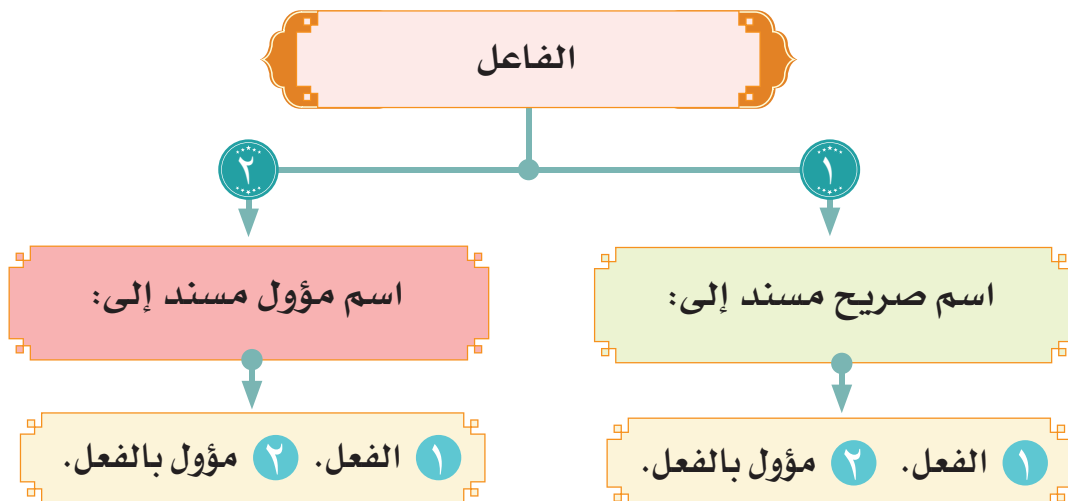 الفاعل
١
٢
اسم صريح مسند إلى:
اسم مؤول مسند إلى:
١ الفعل. ٢ مؤول بالفعل.
١ الفعل. ٢ مؤول بالفعل.